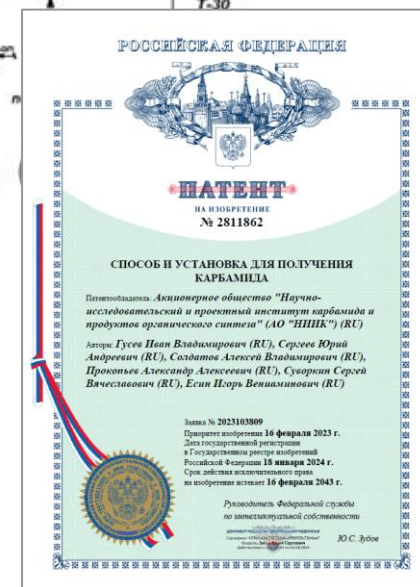 Т-30
РОССИЙСКАЯ ФЕДЕРАЦИЯ
ПАТЕНТ
НА ИЗОБРЕТЕНИЕ
№ 2811862
СПОСОБ И УСТАНОВКА ДЛЯ ПОЛУЧЕНИЯ
КАРБАМИДА
Патентообладатель: Акционерное общество "Научно-
исследовательский и проектный институт карбамида и
продуктов органического синтеза" (АО "НИИК") (RU)
Авторы: Гусев Иван Владимирович (RU), Сергеев Юрий
Андреевич (RU), Солдатов Алексей Владимирович (RU),
Прокопьев Александр Алексеевич (RU), Суворкин Сергей
Вячеславович (RU), Есин Игорь Вениаминович (RU)
Заявка № 2023103809
Приоритет изобретения 16 февраля 2023 г.
Дата государственной регистрации
в Государственном реестре изобретений
Российской Федерации 18 января 2024 г.
Срок действия исключительного права
на изобретение истекает 16 февраля 2043 г.
Руководитель Федеральной службы
по интеллектуальной собственности
Ю.С. Зубов